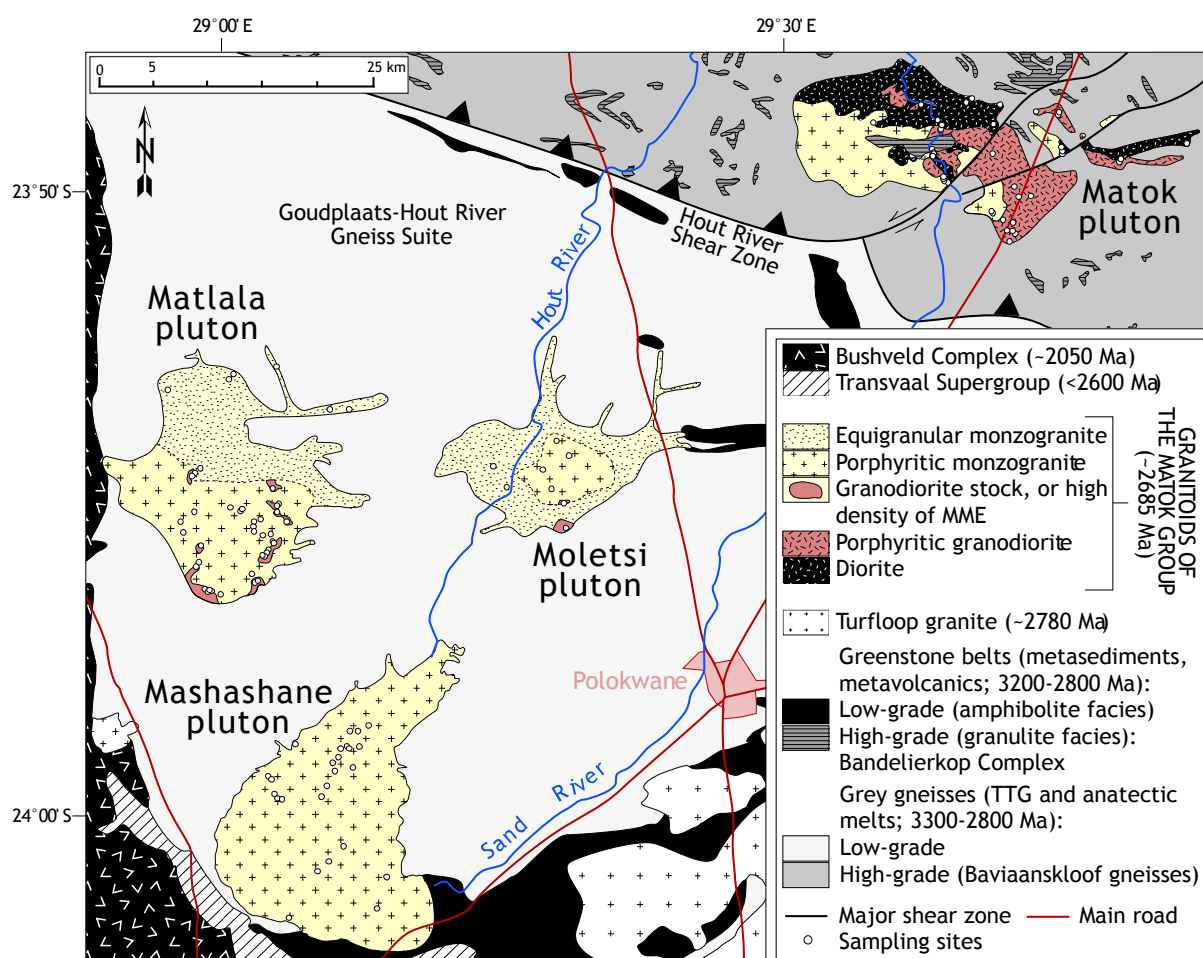 29°00' E
29°30' E
0 5 25 km
N
23°50' S
24°00' S
Goudplaats-Hout River
Gneiss Suite
Hout River
Hout River
Shear Zone
Matok
pluton
Matlala
pluton
Moletsi
pluton
Mashashane
pluton
Polokwane
Sand River
Bushveld Complex (~2050 Ma)
Transvaal Supergroup (<2600 Ma)
Equigranular monzogranite
Porphyritic monzogranite
Granodiorite stock, or high
density of MME
Porphyritic granodiorite
Diorite
GRANITOIDS OF
THE MATOK GROUP
(~2685 Ma)
Turfloop granite (~2780 Ma)
Greenstone belts (metasediments,
metavolcanics; 3200-2800 Ma):
Low-grade (amphibolite facies)
High-grade (granulite facies):
Bandelierkop Complex
Grey gneisses (TTG and anatectic
melts; 3300-2800 Ma):
Low-grade
High-grade (Baviaanskloof gneisses)
Major shear zone
Main road
Sampling sites